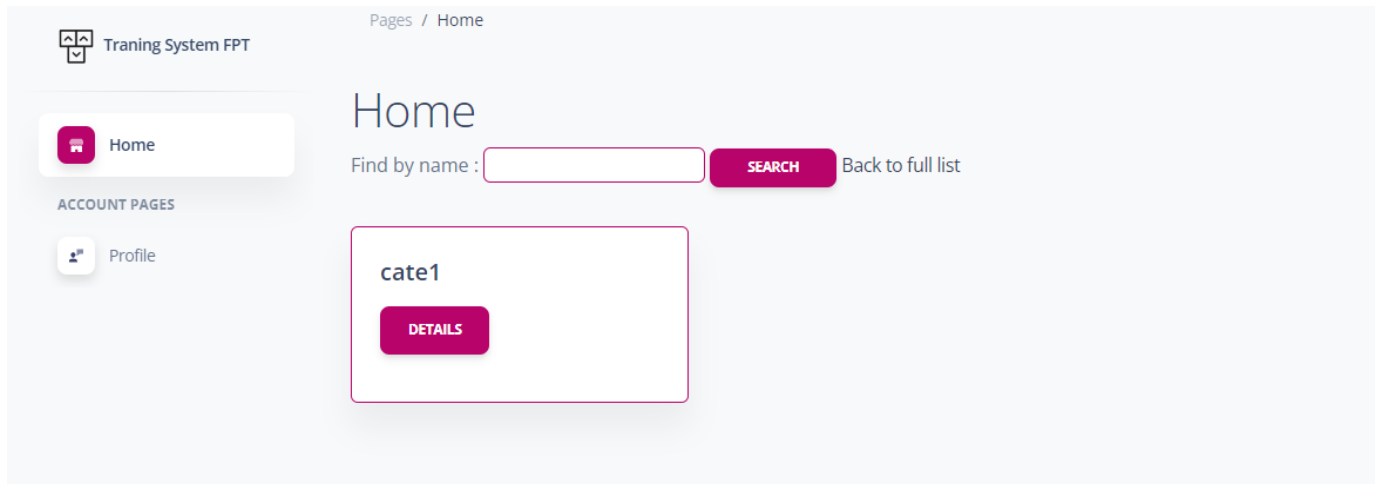 Traning System FPT
Home
ACCOUNT PAGES
Profile
Pages / Home
Home
Find by name : SEARCH Back to full list
cate1
DETAILS